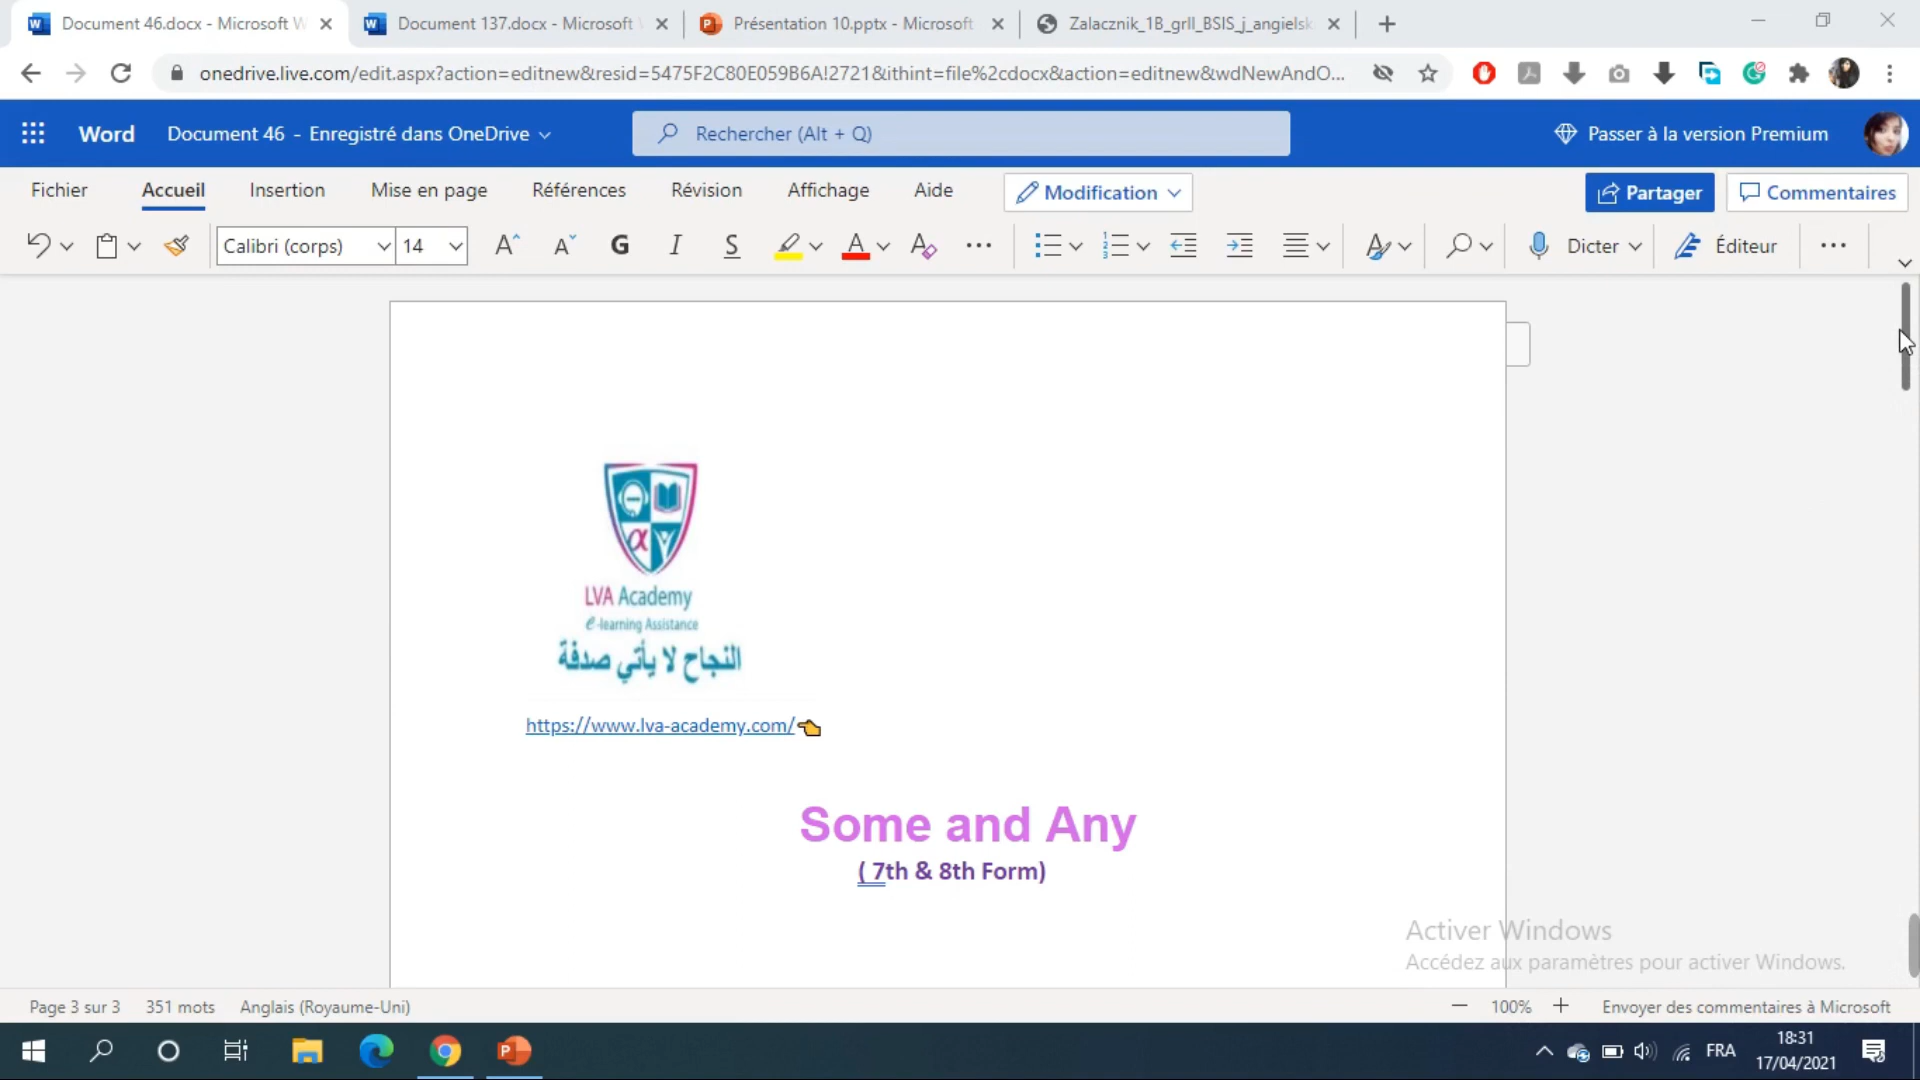 Document 46.docx - Microsoft W
Document 137.docx - Microsoft
Présentation 10.pptx - Microsoft
Zalacznik_1B_grII_BSIS_j_angielsk
onedrive.live.com/edit.aspx?action=editnew&resid=5475F2C80E059B6A!2721&ithint=file%2cdocx&action=editnew&wdNewAndO...
Word
Document 46 - Enregistré dans OneDrive
Rechercher (Alt + Q)
Passer à la version Premium
Fichier Accueil Insertion Mise en page Références Révision Affichage Aide
Modification
Partager
Commentaires
Calibri (corps) 14
G I S
Dicter
Éditeur
LVA Academy
e-learning Assistance
النجاح لا يأتي صدفة
https://www.lva-academy.com/
Some and Any
( 7th & 8th Form)
Activer Windows
Accédez aux paramètres pour activer Windows.
Page 3 sur 3 351 mots Anglais (Royaume-Uni)
100%
Envoyer des commentaires à Microsoft
FRA
18:31
17/04/2021